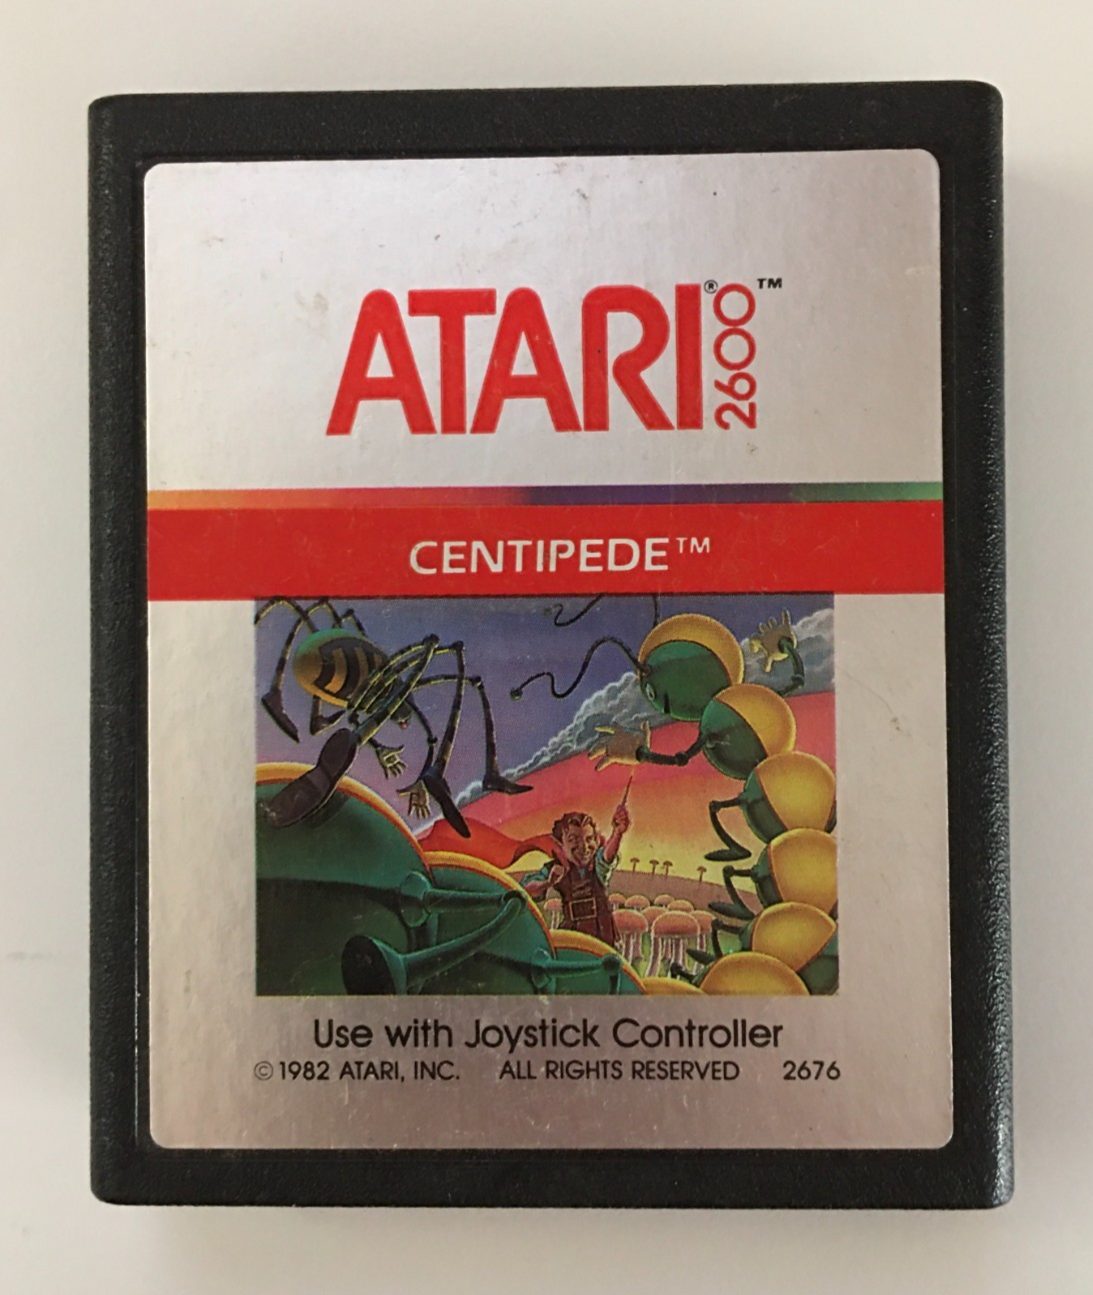 ATARI® 2600™
CENTIPEDE™
Use with Joystick Controller
© 1982 ATARI, INC. ALL RIGHTS RESERVED 2676